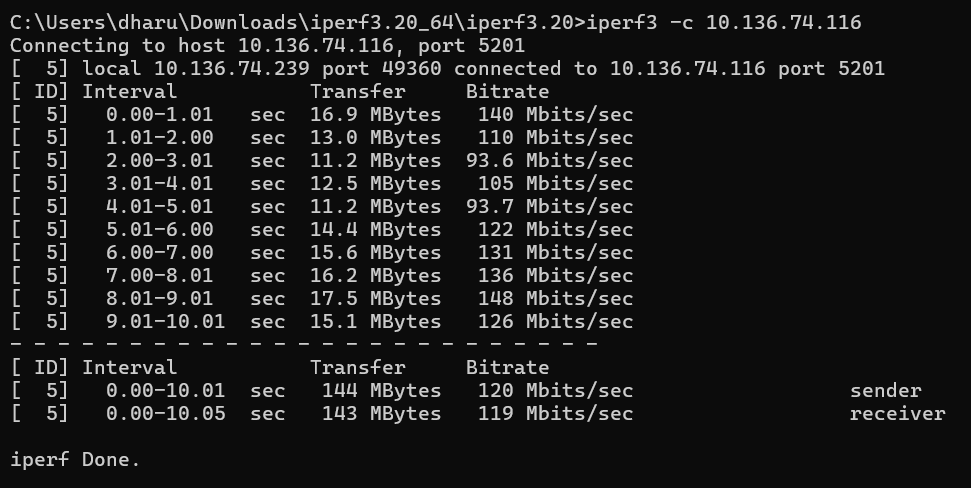 C:\Users\dharu\Downloads\iperf3.20_64\iperf3.20>iperf3 -c 10.136.74.116
Connecting to host 10.136.74.116, port 5201
[  5] local 10.136.74.239 port 49360 connected to 10.136.74.116 port 5201
[ ID] Interval           Transfer     Bitrate
[  5]   0.00-1.01   sec  16.9 MBytes   140 Mbits/sec
[  5]   1.01-2.00   sec  13.0 MBytes   110 Mbits/sec
[  5]   2.00-3.01   sec  11.2 MBytes  93.6 Mbits/sec
[  5]   3.01-4.01   sec  12.5 MBytes   105 Mbits/sec
[  5]   4.01-5.01   sec  11.2 MBytes  93.7 Mbits/sec
[  5]   5.01-6.00   sec  14.4 MBytes   122 Mbits/sec
[  5]   6.00-7.00   sec  15.6 MBytes   131 Mbits/sec
[  5]   7.00-8.01   sec  16.2 MBytes   136 Mbits/sec
[  5]   8.01-9.01   sec  17.5 MBytes   148 Mbits/sec
[  5]   9.01-10.01  sec  15.1 MBytes   126 Mbits/sec
- - - - - - - - - - - - - - - - - - - - - - - - -
[ ID] Interval           Transfer     Bitrate
[  5]   0.00-10.01  sec   144 MBytes   120 Mbits/sec                  sender
[  5]   0.00-10.05  sec   143 MBytes   119 Mbits/sec                  receiver
iperf Done.